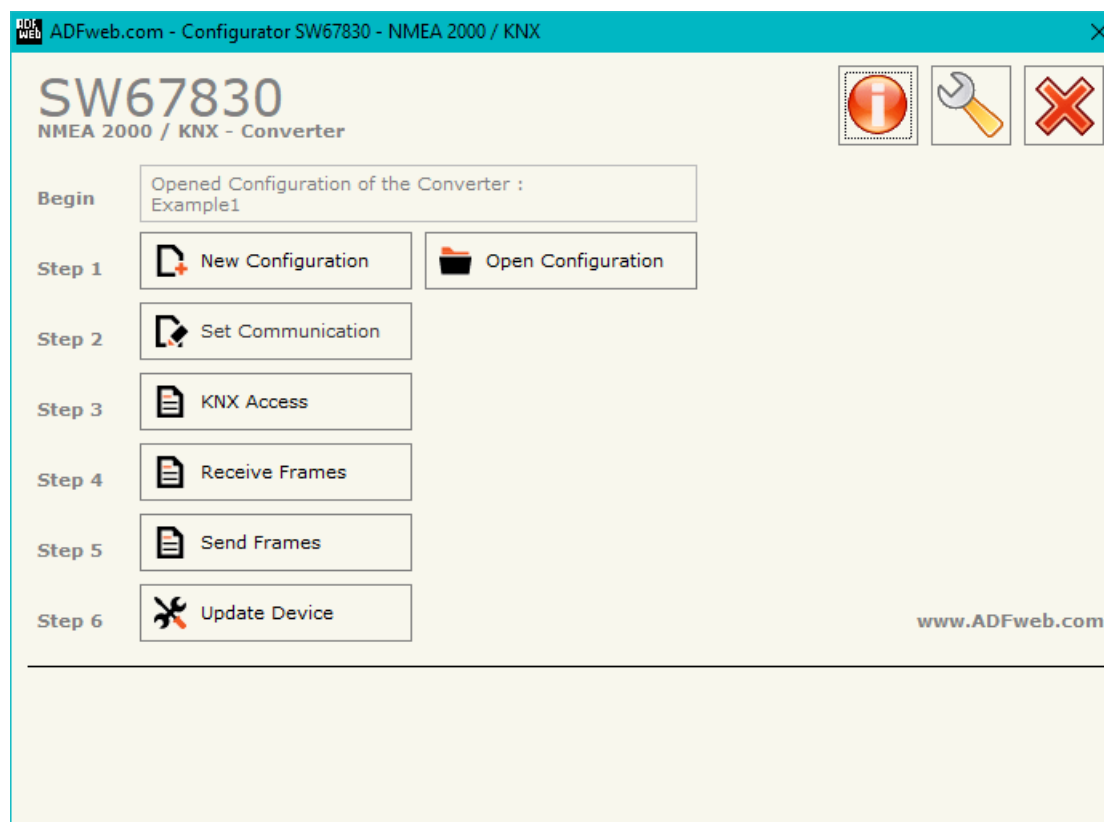 ADF
WEB
ADFweb.com - Configurator SW67830 - NMEA 2000 / KNX
SW67830
NMEA 2000 / KNX - Converter
Begin
Opened Configuration of the Converter :
Example1
Step 1
New Configuration
Open Configuration
Step 2
Set Communication
Step 3
KNX Access
Step 4
Receive Frames
Step 5
Send Frames
Step 6
Update Device
www.ADFweb.com